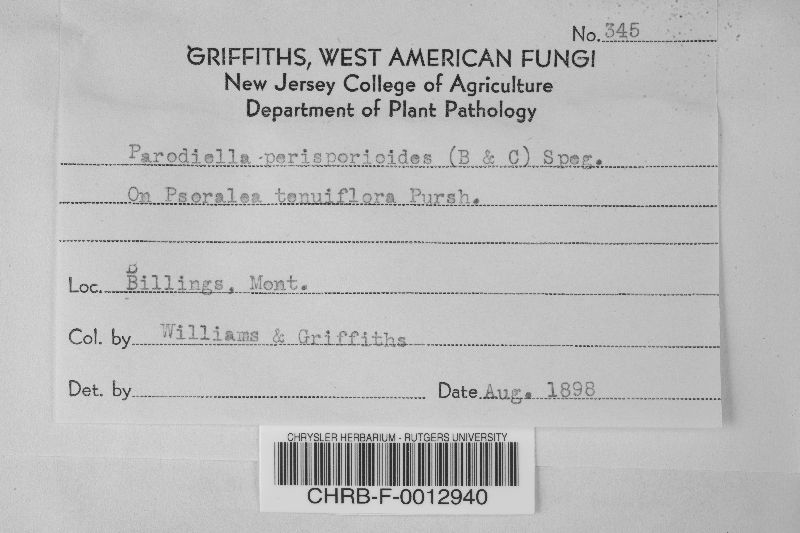 No. 345
GRIFFITHS, WEST AMERICAN FUNGI
New Jersey College of Agriculture
Department of Plant Pathology
Parodiella perisporioides (B & C) Speg.
On Psoralea tenuiflora Pursh.
Loc. Billings, Mont.
Col. by Williams & Griffiths
Det. by
Date Aug. 1898
CHRYSLER HERBARIUM - RUTGERS UNIVERSITY
CHRB-F-0012940